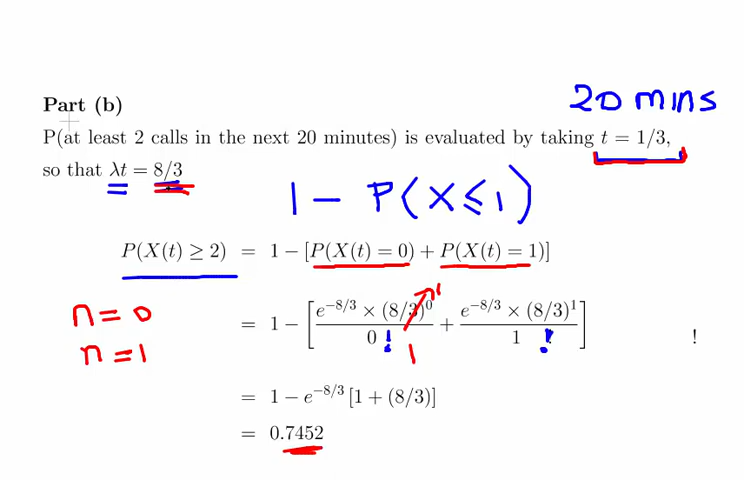 20 mins
Part (b)
P(at least 2 calls in the next 20 minutes) is evaluated by taking t = 1/3,
so that λt = 8/3
1 - P(X ≤ 1)
P(X(t) ≥ 2) = 1 − [P(X(t) = 0) + P(X(t) = 1)]
n = 0
n = 1
= 1 − [ e^{−8/3} × (8/3)^0 / 0! + e^{−8/3} × (8/3)^1 / 1! ] !
1
1
= 1 − e^{−8/3} [1 + (8/3)]
= 0.7452